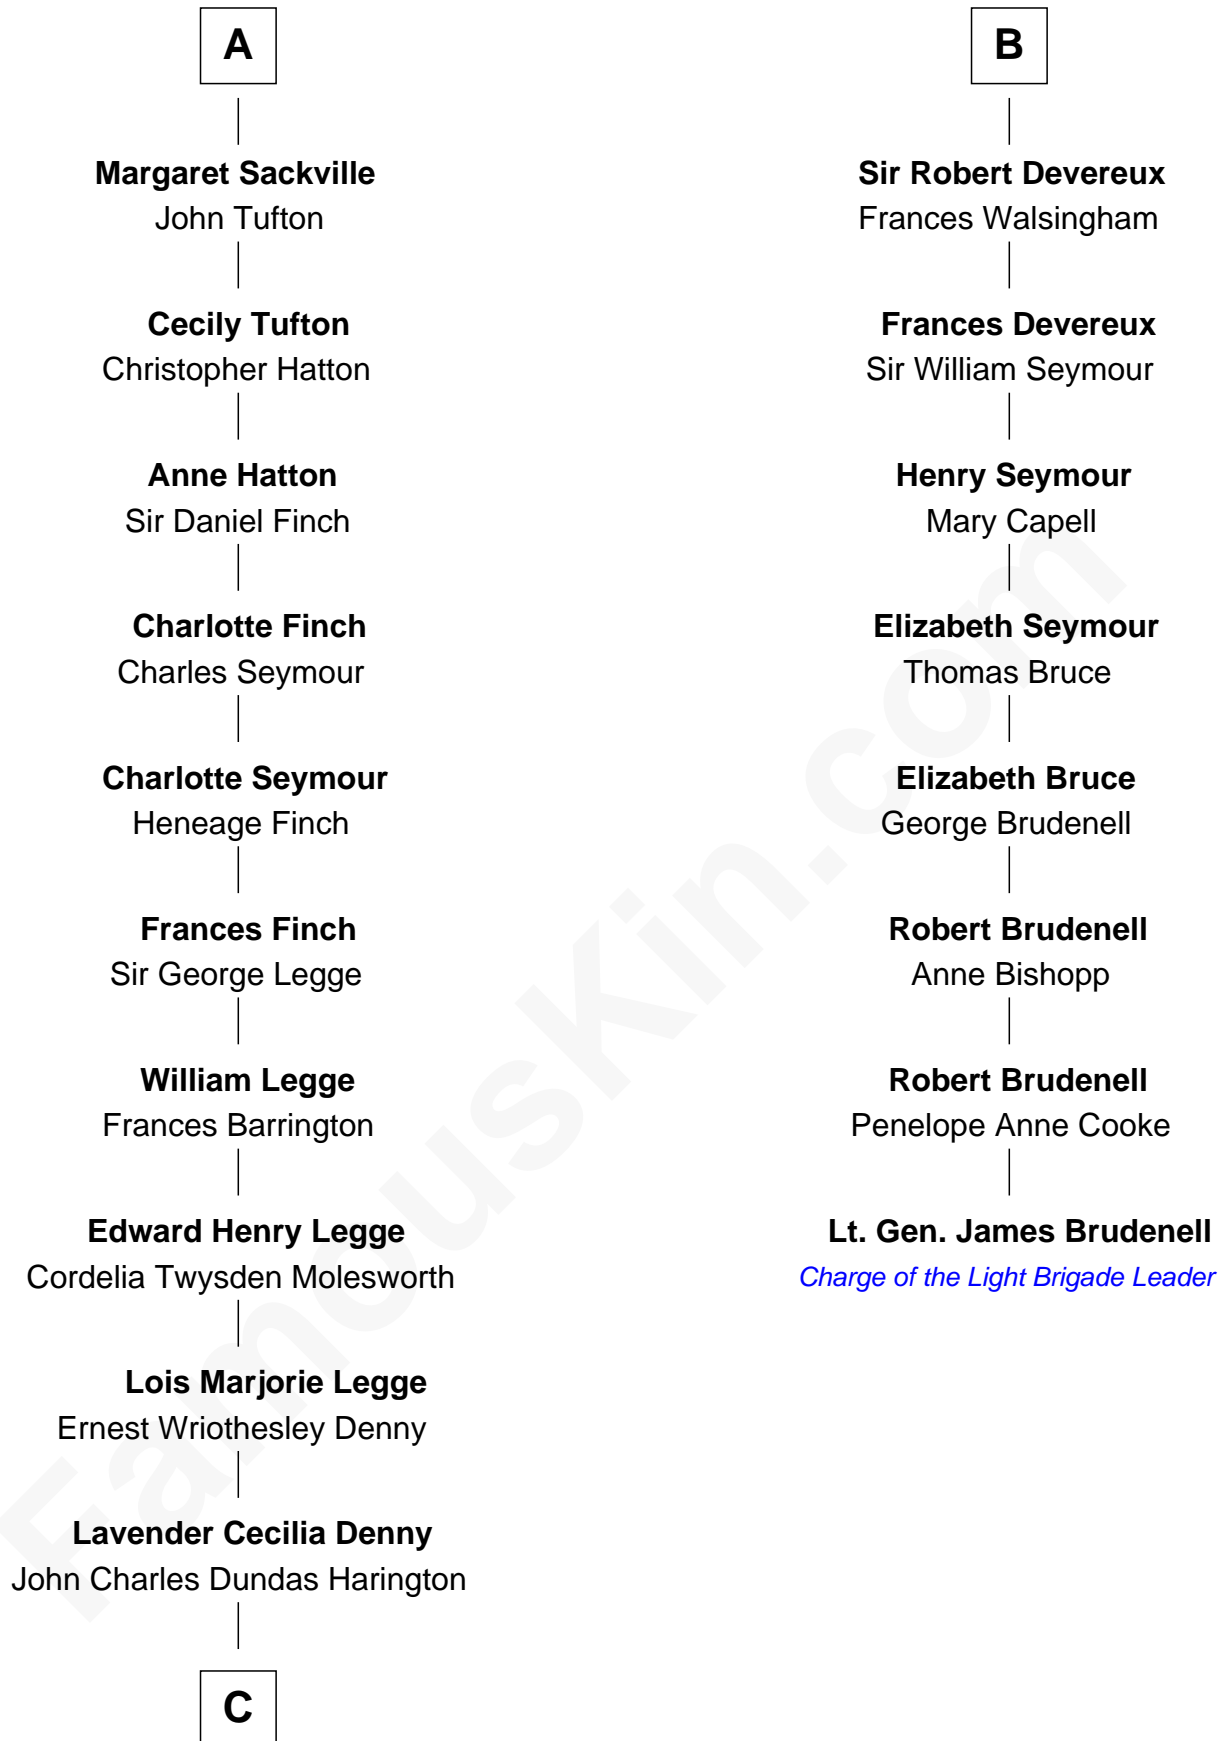 A
Margaret Sackville
John Tufton
Cecily Tufton
Christopher Hatton
Anne Hatton
Sir Daniel Finch
Charlotte Finch
Charles Seymour
Charlotte Seymour
Heneage Finch
Frances Finch
Sir George Legge
William Legge
Frances Barrington
Edward Henry Legge
Cordelia Twysden Molesworth
Lois Marjorie Legge
Ernest Wriothesley Denny
Lavender Cecilia Denny
John Charles Dundas Harington
C
B
Sir Robert Devereux
Frances Walsingham
Frances Devereux
Sir William Seymour
Henry Seymour
Mary Capell
Elizabeth Seymour
Thomas Bruce
Elizabeth Bruce
George Brudenell
Robert Brudenell
Anne Bishopp
Robert Brudenell
Penelope Anne Cooke
Lt. Gen. James Brudenell
Charge of the Light Brigade Leader
FamousKin.com